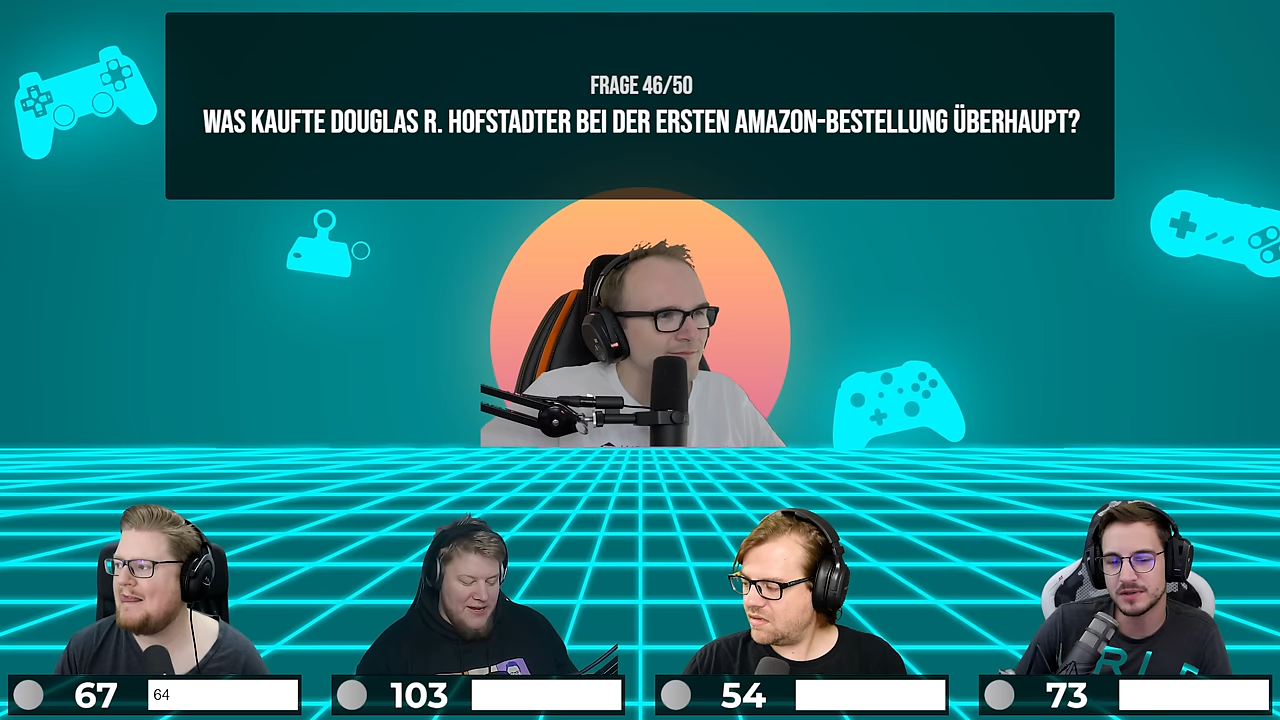 FRAGE 46/50
WAS KAUFTE DOUGLAS R. HOFSTADTER BEI DER ERSTEN AMAZON-BESTELLUNG ÜBERHAUPT?
67 64 103 54 73